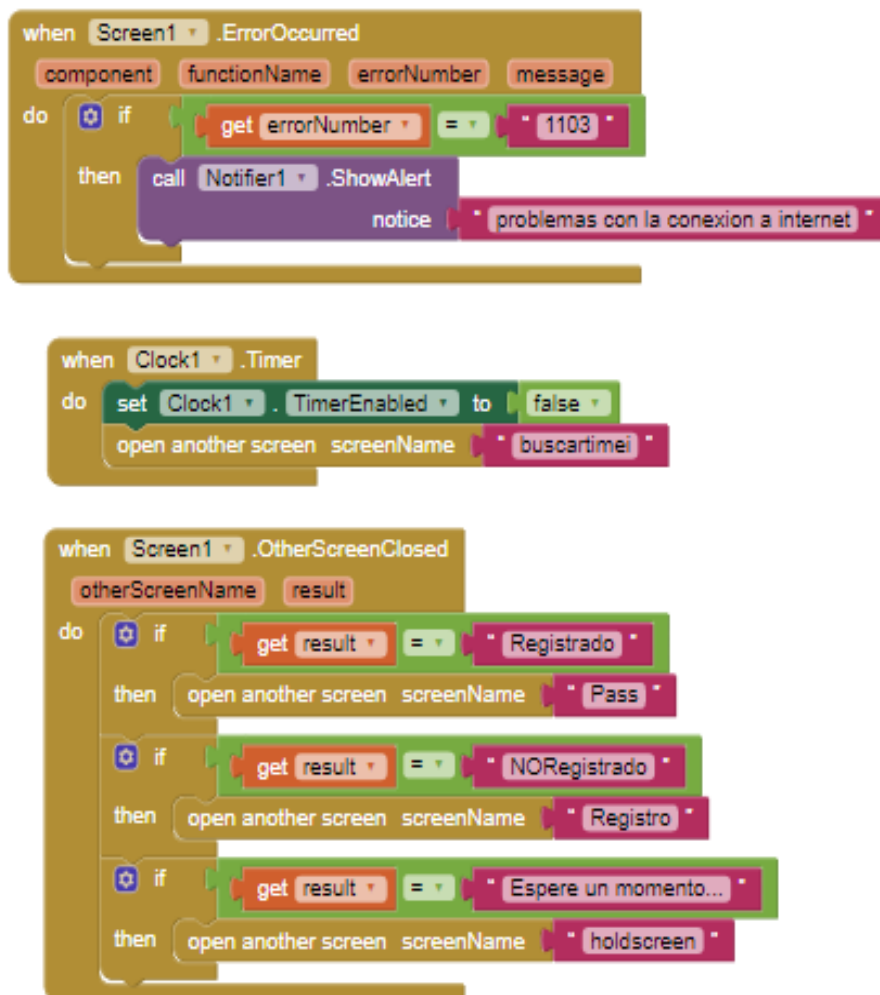 when Screen1 .ErrorOccurred
component functionName errorNumber message
do if get errorNumber = " 1103 "
then call Notifier1 .ShowAlert
notice " problemas con la conexion a internet "
when Clock1 .Timer
do set Clock1 . TimerEnabled to false
open another screen screenName " buscartimei "
when Screen1 .OtherScreenClosed
otherScreenName result
do if get result = " Registrado "
then open another screen screenName " Pass "
if get result = " NORegistrado "
then open another screen screenName " Registro "
if get result = " Espere un momento... "
then open another screen screenName " holdscreen "